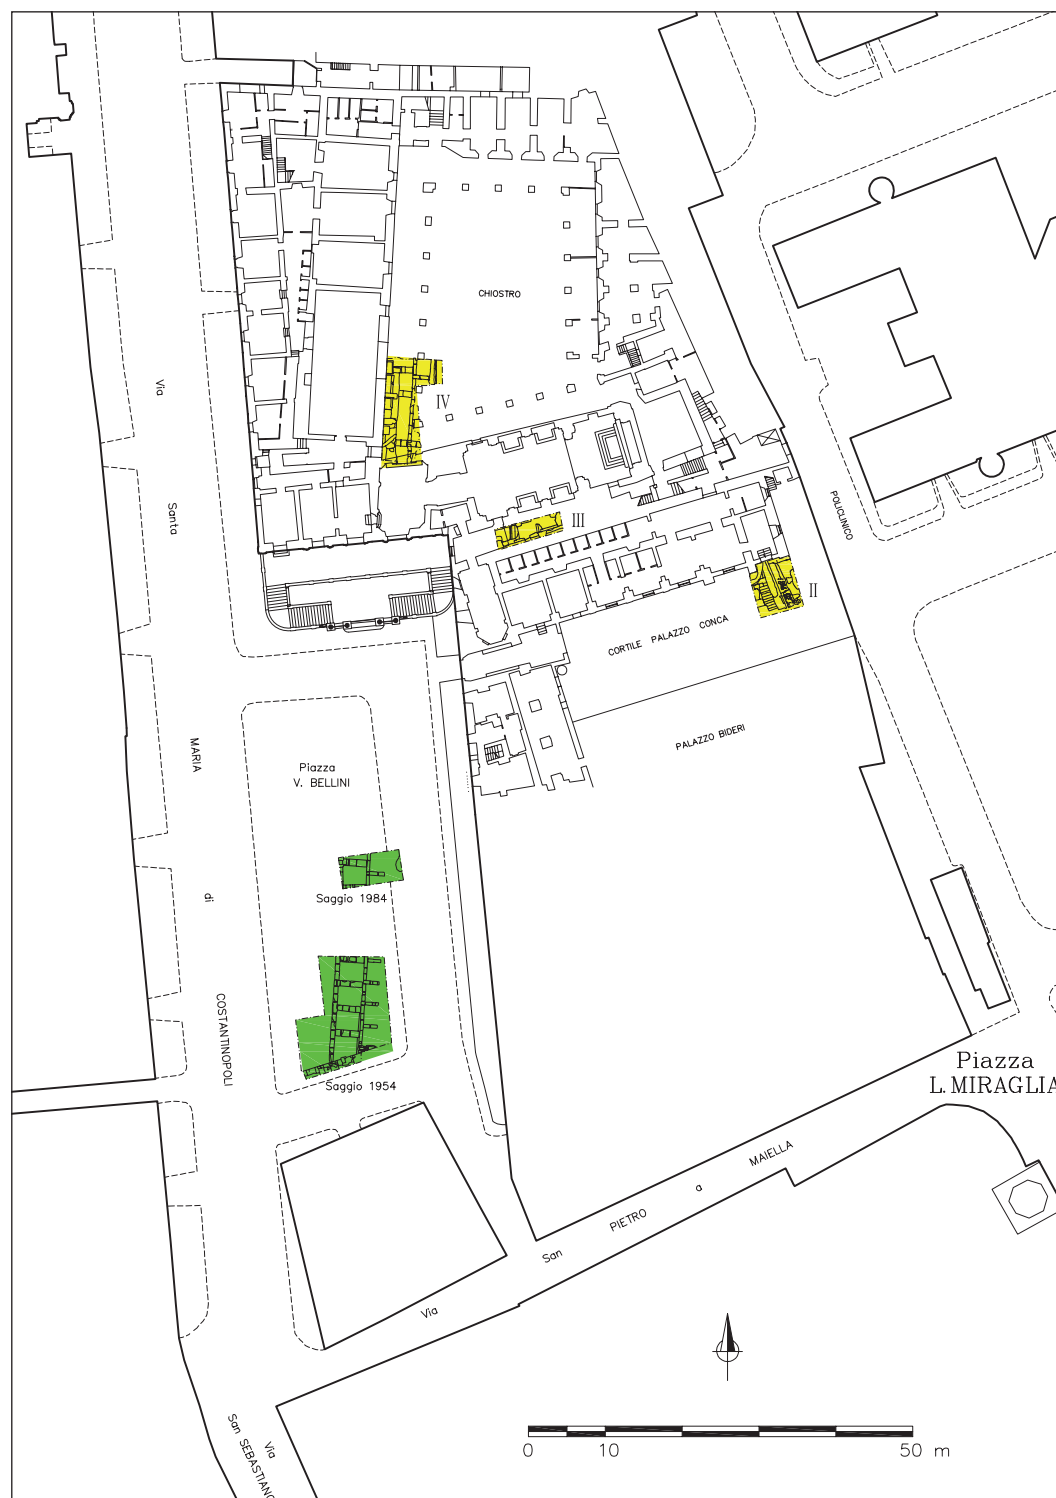 CHIOSTRO
Via
IV
Santa
III
POLICLINICO
II
CORTILE PALAZZO CONCA
PALAZZO BIDERI
MARIA
Piazza
V. BELLINI
di
Saggio 1984
COSTANTINOPOLI
Saggio 1954
Piazza
L. MIRAGLIA
MAIELLA
a
PIETRO
San
Via
Via
San SEBASTIANO
0 10 50 m